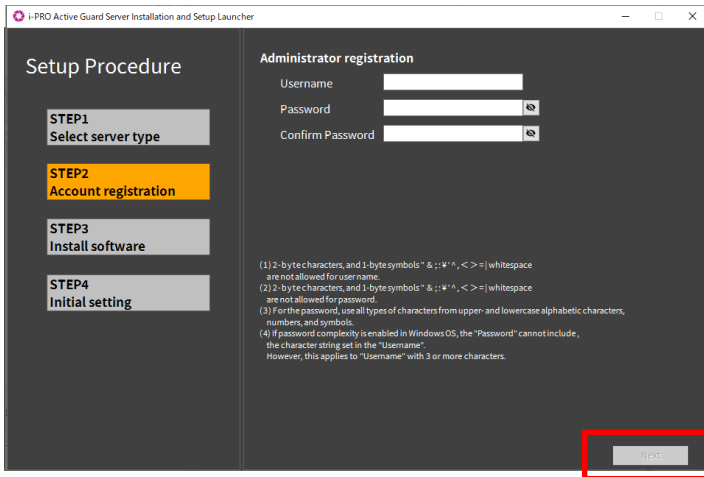 i-PRO Active Guard Server Installation and Setup Launcher
Setup Procedure
STEP1
Select server type
STEP2
Account registration
STEP3
Install software
STEP4
Initial setting
Administrator registration
Username
Password
Confirm Password
(1) 2-byte characters, and 1-byte symbols " & ; : ¥ ' ^ , < > = | whitespace
are not allowed for user name.
(2) 2-byte characters, and 1-byte symbols " & ; : ¥ ' ^ , < > = | whitespace
are not allowed for password.
(3) For the password, use all types of characters from upper- and lowercase alphabetic characters,
numbers, and symbols.
(4) If password complexity is enabled in Windows OS, the "Password" cannot include ,
the character string set in the "Username".
However, this applies to "Username" with 3 or more characters.
Next